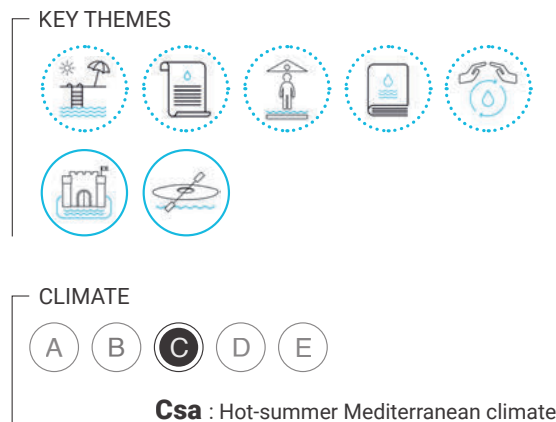 KEY THEMES
CLIMATE
A B C D E
Csa : Hot-summer Mediterranean climate